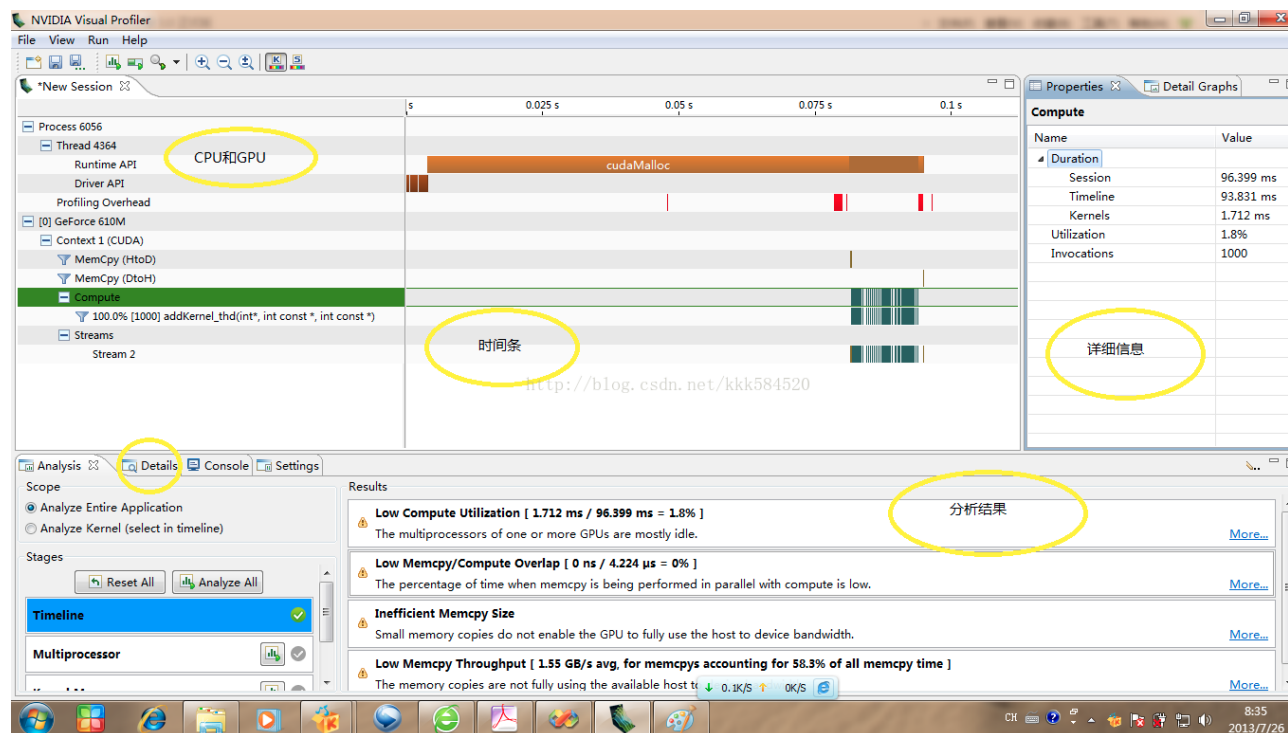 NVIDIA Visual Profiler
File View Run Help
*New Session
Properties
Detail Graphs
s 0.025 s 0.05 s 0.075 s 0.1 s
Compute
Process 6056
Name Value
Thread 4364
Duration
Runtime API
CPU和GPU
cudaMalloc
Session 96.399 ms
Driver API
Timeline 93.831 ms
Profiling Overhead
Kernels 1.712 ms
[0] GeForce 610M
Utilization 1.8%
Context 1 (CUDA)
Invocations 1000
MemCpy (HtoD)
MemCpy (DtoH)
Compute
100.0% [1000] addKernel_thd(int*, int const *, int const *)
Streams
时间条
详细信息
Stream 2
http://blog.csdn.net/kkk584520
Analysis Details Console Settings
Scope
Analyze Entire Application
Analyze Kernel (select in timeline)
Stages
Reset All Analyze All
Timeline
Multiprocessor
Results
分析结果
Low Compute Utilization [ 1.712 ms / 96.399 ms = 1.8% ]
The multiprocessors of one or more GPUs are mostly idle.
More...
Low Memcpy/Compute Overlap [ 0 ns / 4.224 µs = 0% ]
The percentage of time when memcpy is being performed in parallel with compute is low.
More...
Inefficient Memcpy Size
Small memory copies do not enable the GPU to fully use the host to device bandwidth.
More...
Low Memcpy Throughput [ 1.55 GB/s avg, for memcpys accounting for 58.3% of all memcpy time ]
The memory copies are not fully using the available host
More...
0.1K/S 0K/S
CH
8:35
2013/7/26